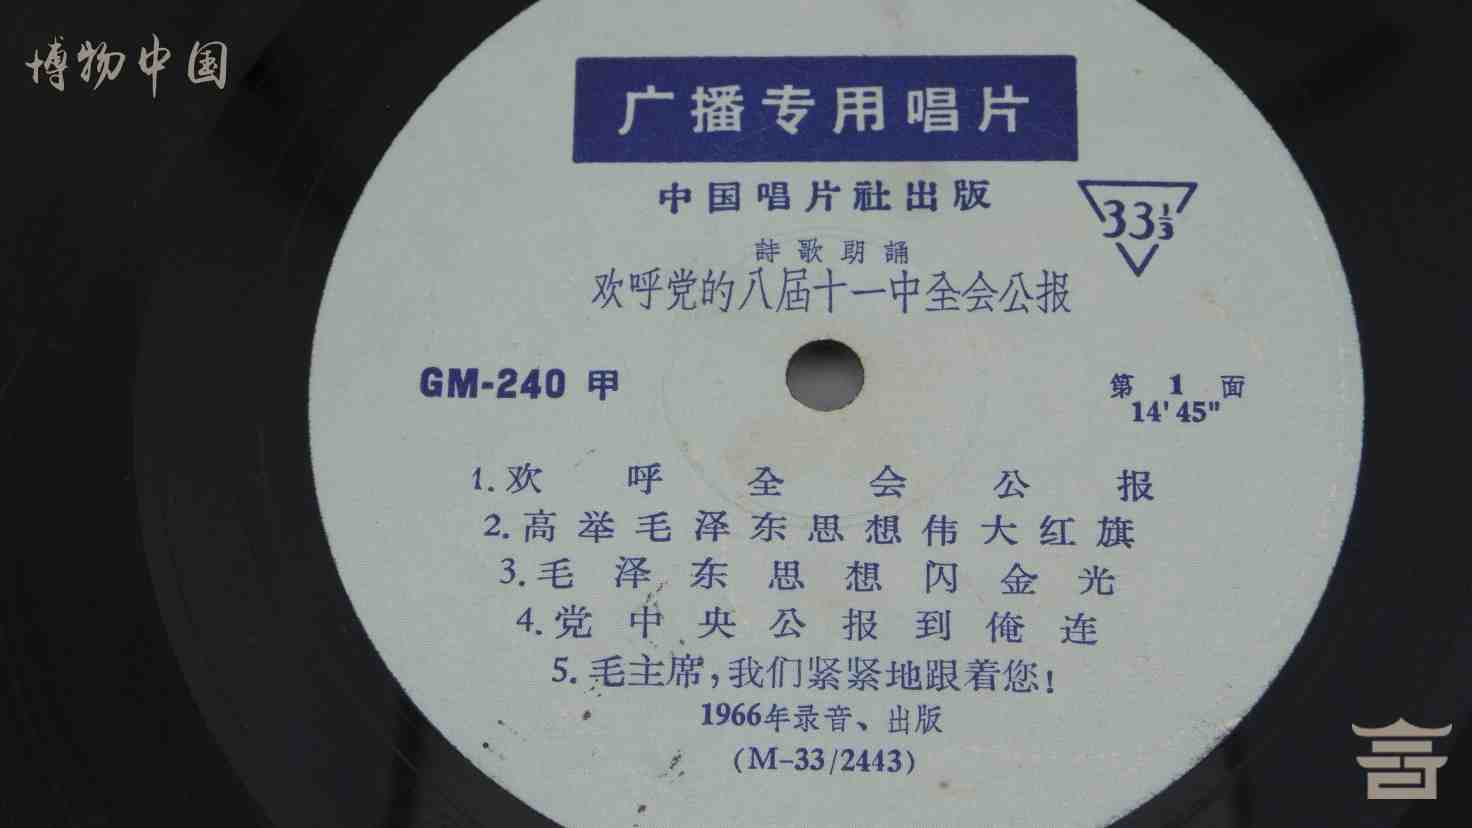 博物中国
广播专用唱片
中国唱片社出版
33⅓
詩歌朗誦
欢呼党的八届十一中全会公报
GM-240 甲
第 1 面
14'45"
1.欢呼全会公报
2.高举毛泽东思想伟大红旗
3.毛泽东思想闪金光
4.党中央公报到俺连
5.毛主席，我们紧紧地跟着您！
1966年录音、出版
(M-33/2443)